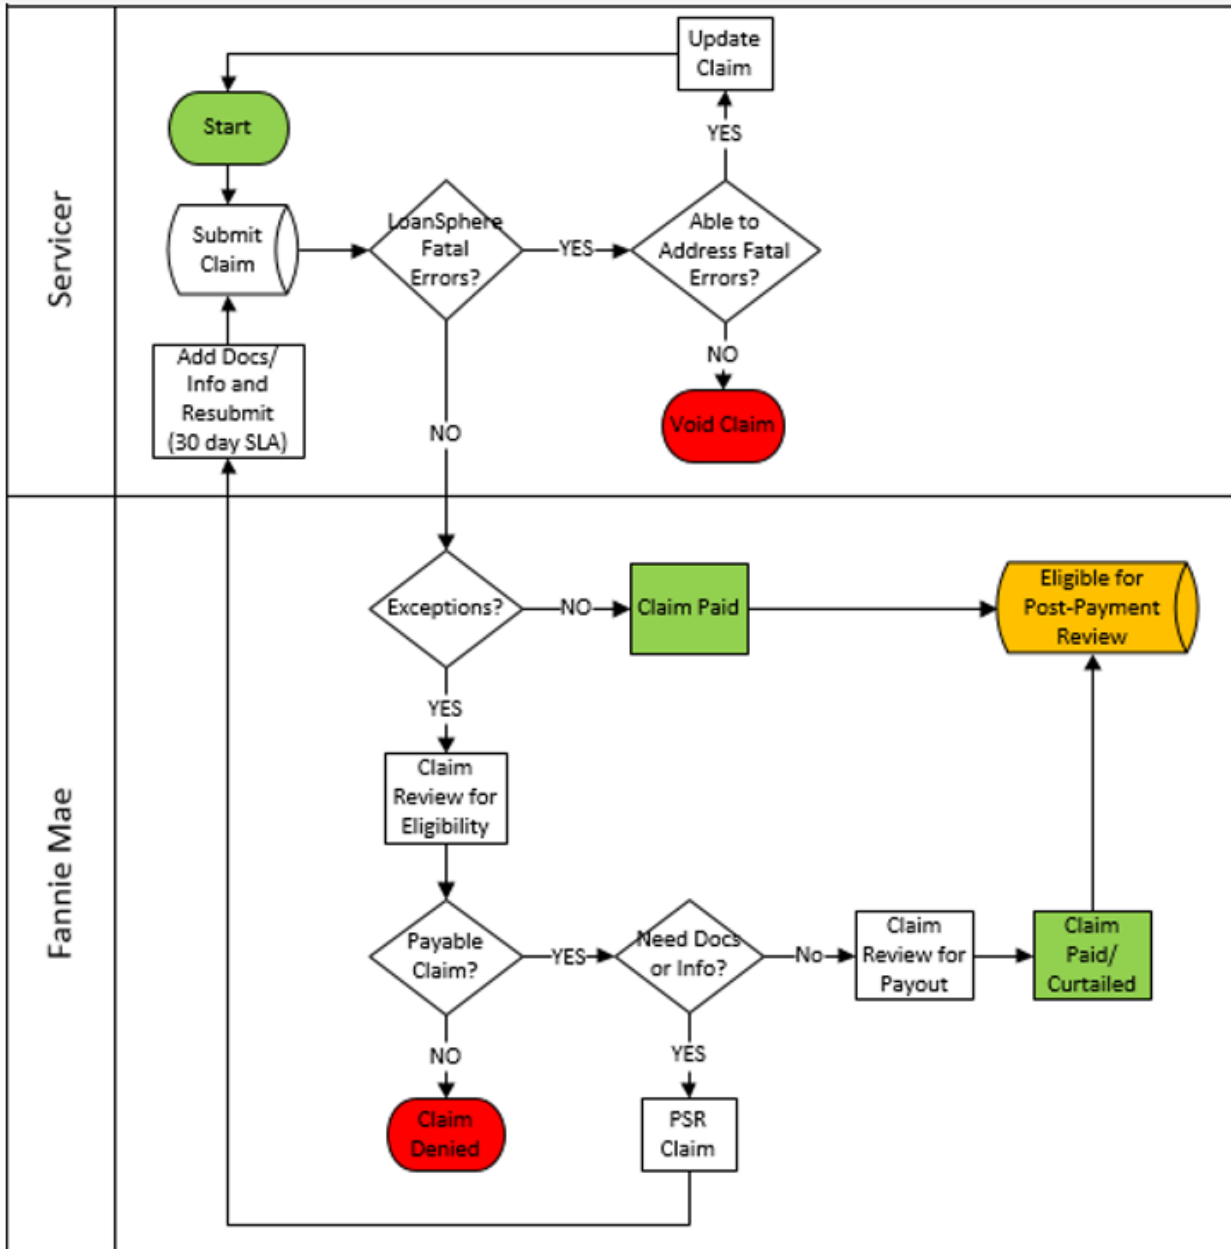 Servicer
Update
Claim
Start
YES
Submit
Claim
LoanSphere
Fatal
Errors?
YES
Able to
Address Fatal
Errors?
Add Docs/
Info and
Resubmit
(30 day SLA)
NO
NO
Void Claim
Fannie Mae
Exceptions?
NO
Claim Paid
Eligible for
Post-Payment
Review
YES
Claim
Review for
Eligibility
Payable
Claim?
YES
Need Docs
or Info?
No
Claim
Review for
Payout
Claim
Paid/
Curtailed
NO
YES
Claim
Denied
PSR
Claim